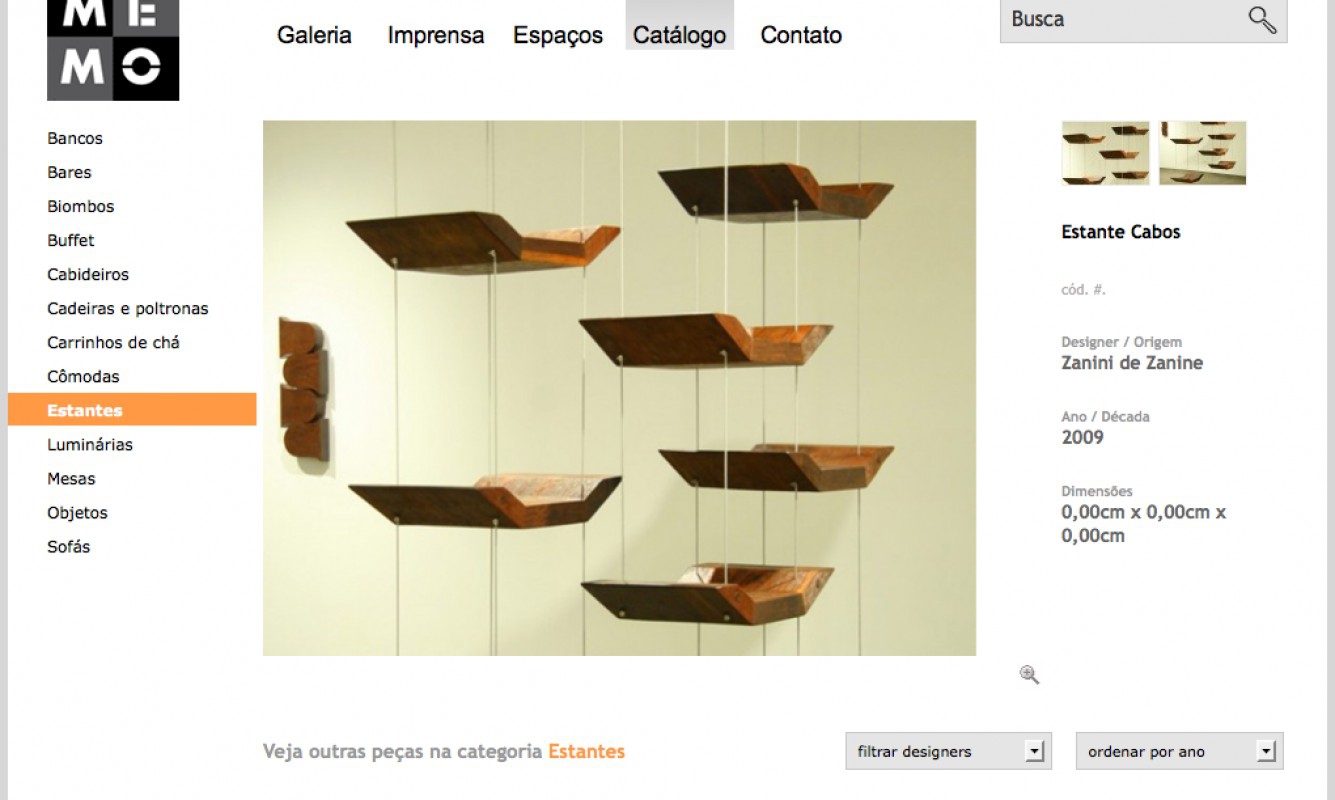 ME
MO
Galeria
Imprensa
Espaços
Catálogo
Contato
Busca
Bancos
Bares
Biombos
Buffet
Cabideiros
Cadeiras e poltronas
Carrinhos de chá
Cômodas
Estantes
Luminárias
Mesas
Objetos
Sofás
Estante Cabos
cód. #.
Designer / Origem
Zanini de Zanine
Ano / Década
2009
Dimensões
0,00cm x 0,00cm x
0,00cm
Veja outras peças na categoria Estantes
filtrar designers
ordenar por ano